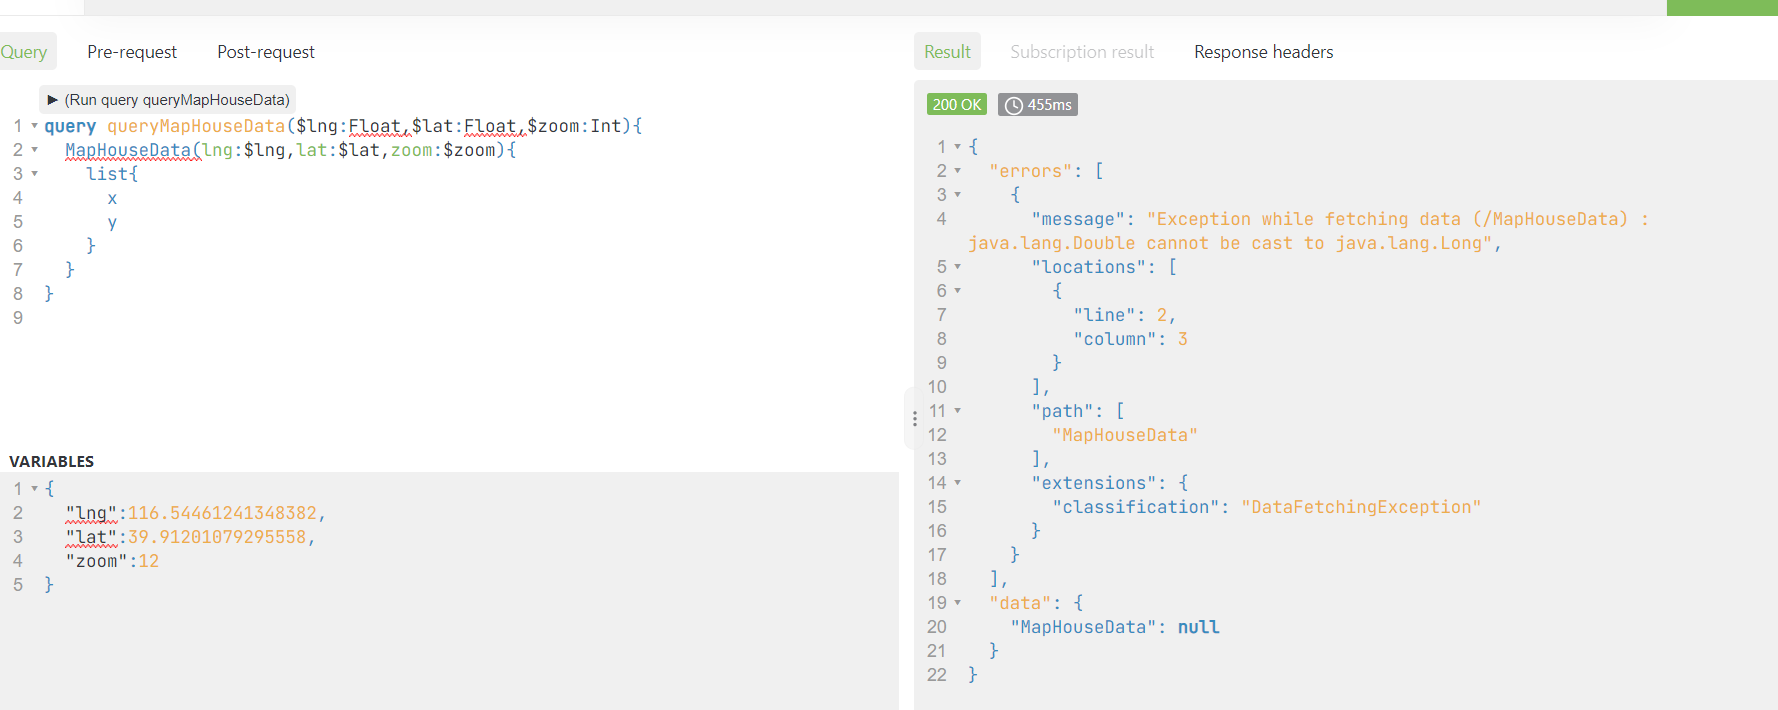 Query Pre-request Post-request
▶ (Run query queryMapHouseData)
1 query queryMapHouseData($lng:Float,$lat:Float,$zoom:Int){
2 MapHouseData(lng:$lng,lat:$lat,zoom:$zoom){
3 list{
4 x
5 y
6 }
7 }
8 }
9
VARIABLES
1 {
2 "lng":116.54461241348382,
3 "lat":39.91201079295558,
4 "zoom":12
5 }
Result Subscription result Response headers
200 OK 455ms
1 {
2 "errors": [
3 {
4 "message": "Exception while fetching data (/MapHouseData) :
java.lang.Double cannot be cast to java.lang.Long",
5 "locations": [
6 {
7 "line": 2,
8 "column": 3
9 }
10 ],
11 "path": [
12 "MapHouseData"
13 ],
14 "extensions": {
15 "classification": "DataFetchingException"
16 }
17 }
18 ],
19 "data": {
20 "MapHouseData": null
21 }
22 }